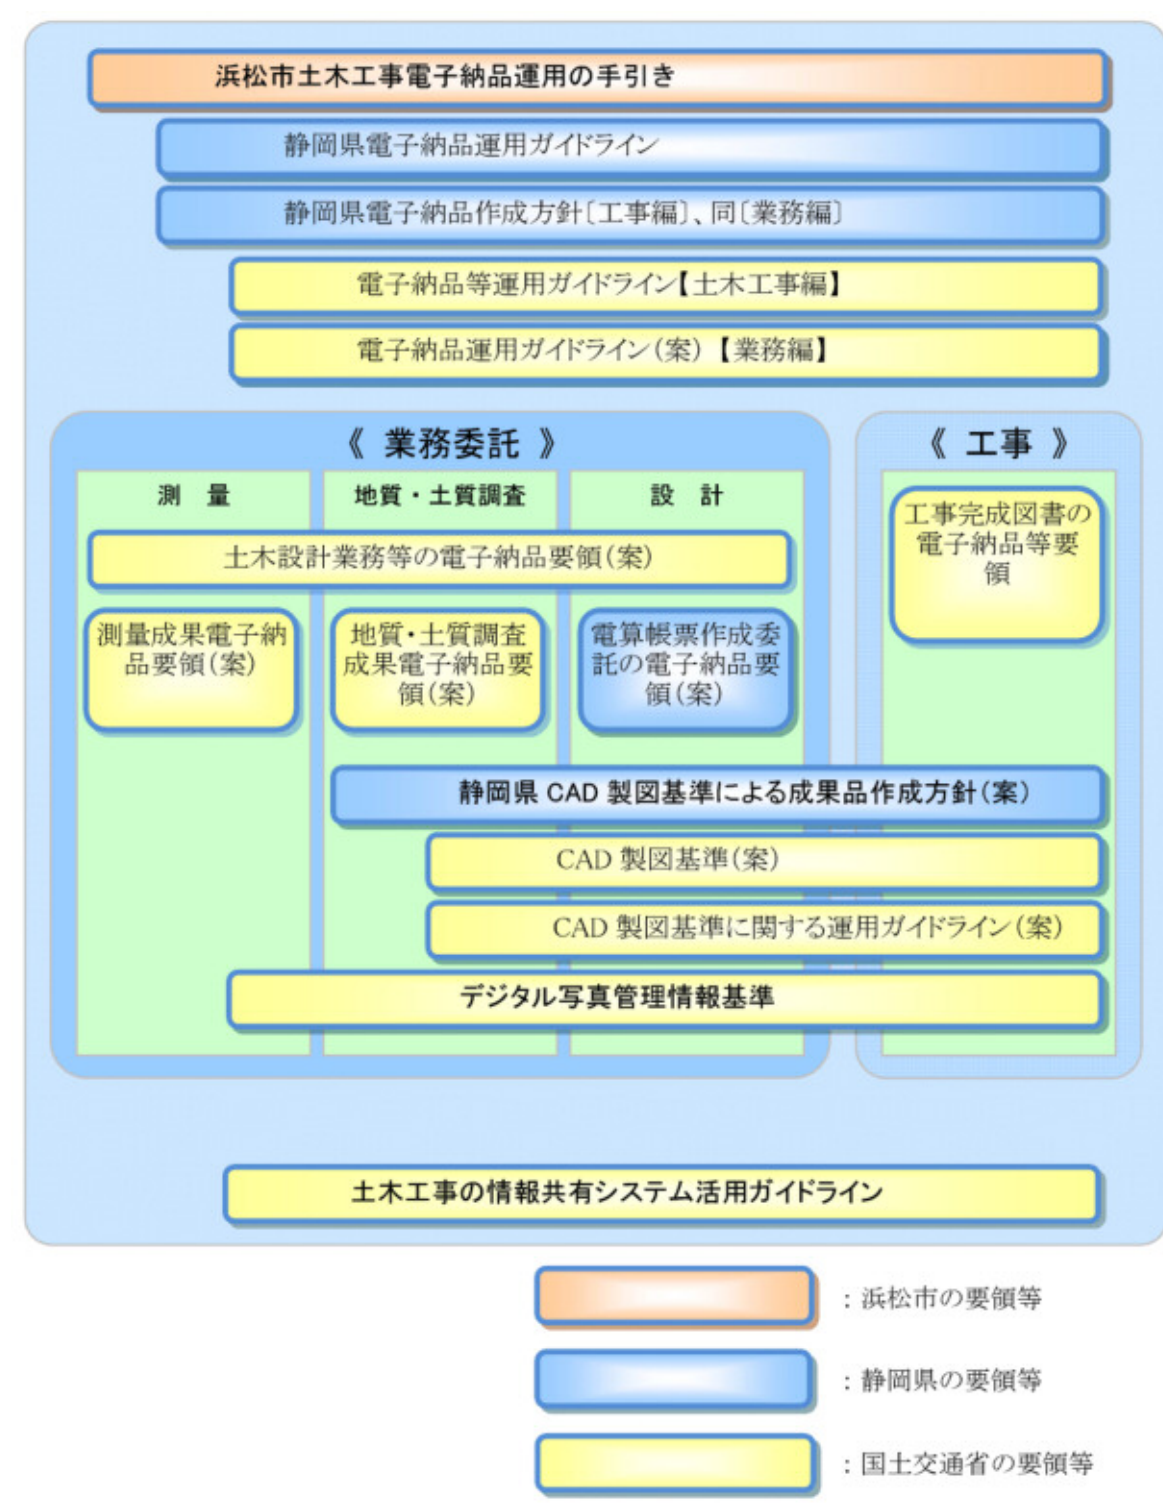 浜松市土木工事電子納品運用の手引き
静岡県電子納品運用ガイドライン
静岡県電子納品作成方針〔工事編〕、同〔業務編〕
電子納品等運用ガイドライン【土木工事編】
電子納品運用ガイドライン(案)【業務編】
《 業務委託 》
測 量
地質・土質調査
設 計
土木設計業務等の電子納品要領(案)
測量成果電子納
品要領(案)
地質・土質調査
成果電子納品要
領(案)
電算帳票作成委
託の電子納品要
領(案)
《 工事 》
工事完成図書の
電子納品等要
領
静岡県 CAD 製図基準による成果品作成方針(案)
CAD 製図基準(案)
CAD 製図基準に関する運用ガイドライン(案)
デジタル写真管理情報基準
土木工事の情報共有システム活用ガイドライン
：浜松市の要領等
：静岡県の要領等
：国土交通省の要領等